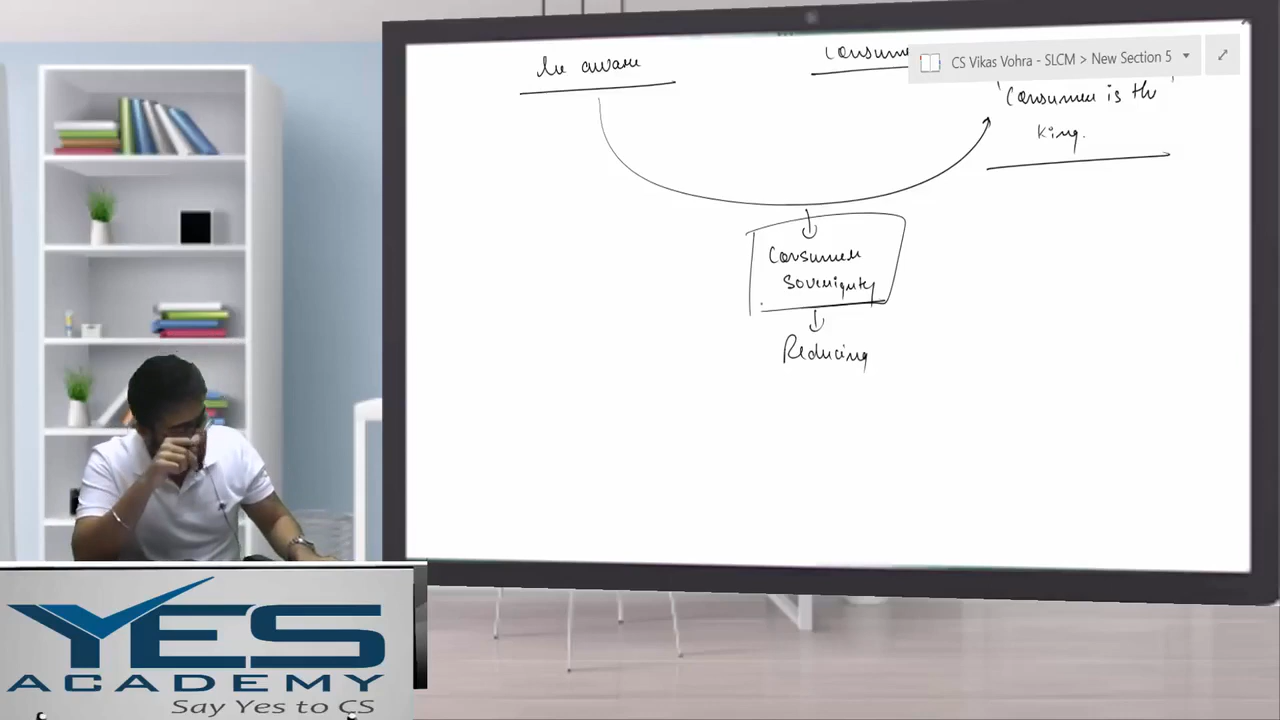 be aware
Consume
CS Vikas Vohra - SLCM > New Section 5
'Consumer is the'
king.
Consumer
Sovereignty
Reducing
YES
ACADEMY
Say Yes to CS